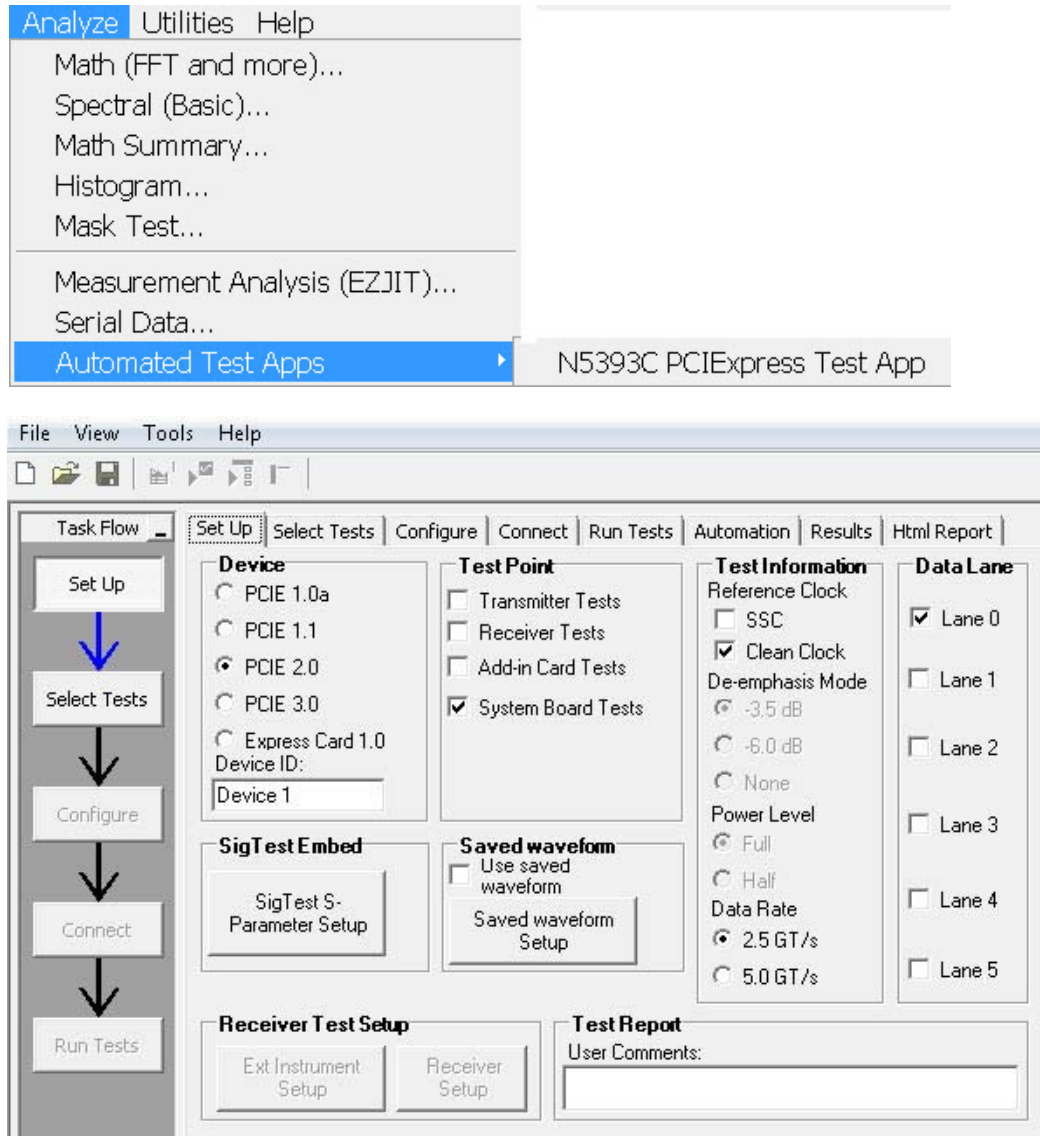 Analyze Utilities Help
Math (FFT and more)...
Spectral (Basic)...
Math Summary...
Histogram...
Mask Test...
Measurement Analysis (EZJIT)...
Serial Data...
Automated Test Apps
N5393C PCIExpress Test App
File View Tools Help
Task Flow
Set Up
Select Tests
Configure
Connect
Run Tests
Set Up Select Tests Configure Connect Run Tests Automation Results Html Report
Device
PCIE 1.0a
PCIE 1.1
PCIE 2.0
PCIE 3.0
Express Card 1.0
Device ID:
Device 1
Test Point
Transmitter Tests
Receiver Tests
Add-in Card Tests
System Board Tests
Test Information
Reference Clock
SSC
Clean Clock
De-emphasis Mode
-3.5 dB
-6.0 dB
None
Power Level
Full
Half
Data Rate
2.5 GT/s
5.0 GT/s
Data Lane
Lane 0
Lane 1
Lane 2
Lane 3
Lane 4
Lane 5
SigTest Embed
SigTest S-
Parameter Setup
Saved waveform
Use saved
waveform
Saved waveform
Setup
Receiver Test Setup
Ext Instrument
Setup
Receiver
Setup
Test Report
User Comments: